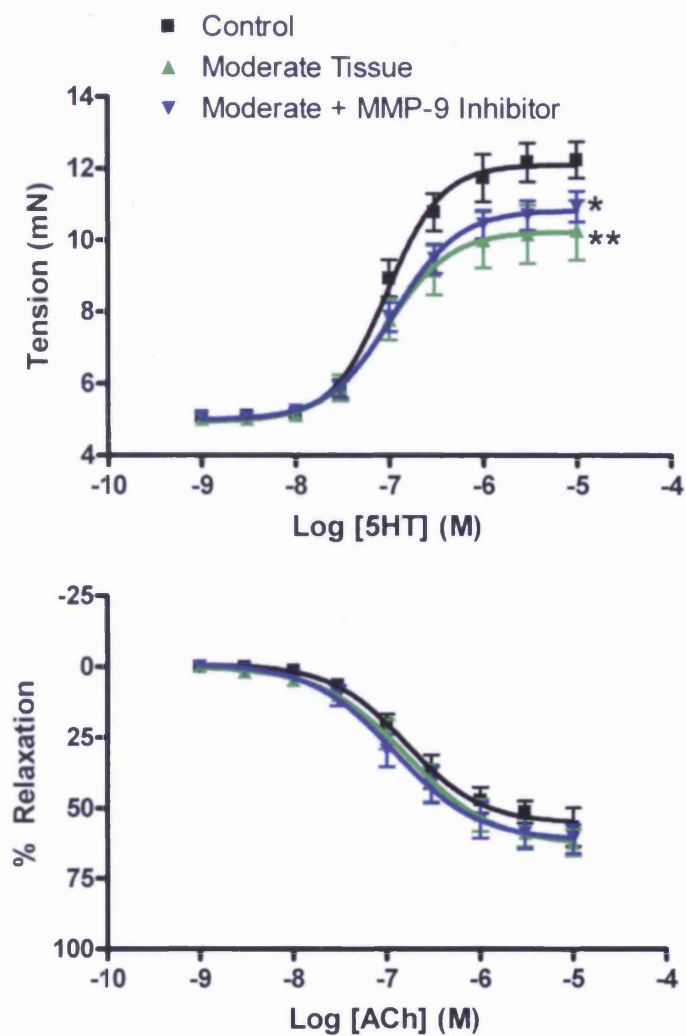 Control
Moderate Tissue
Moderate + MMP-9 Inhibitor
14
12
10
8
6
4
Tension (mN)
*
**
-10 -9 -8 -7 -6 -5 -4
Log [5HT] (M)
-25
0
25
50
75
100
% Relaxation
-10 -9 -8 -7 -6 -5 -4
Log [ACh] (M)